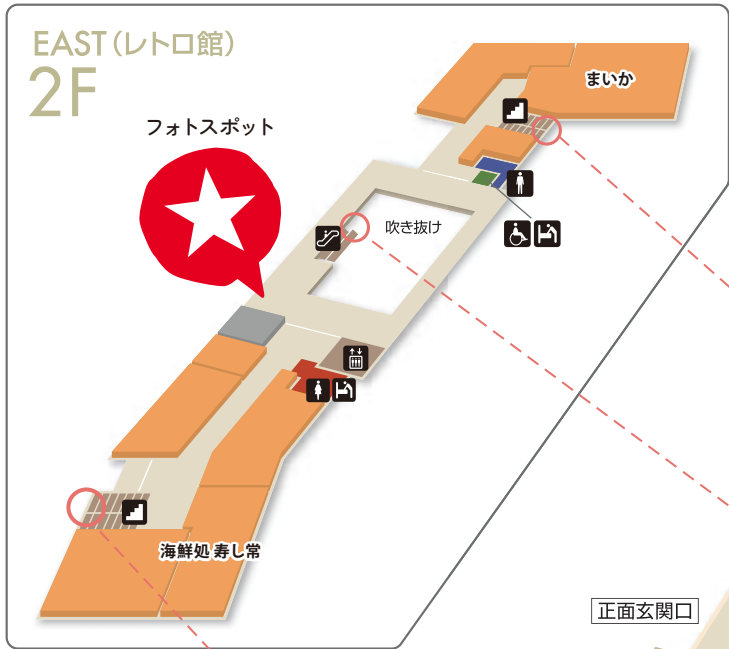 EAST（レトロ館）
2F
まいか
フォトスポット
吹き抜け
海鮮処 寿し常
正面玄関口